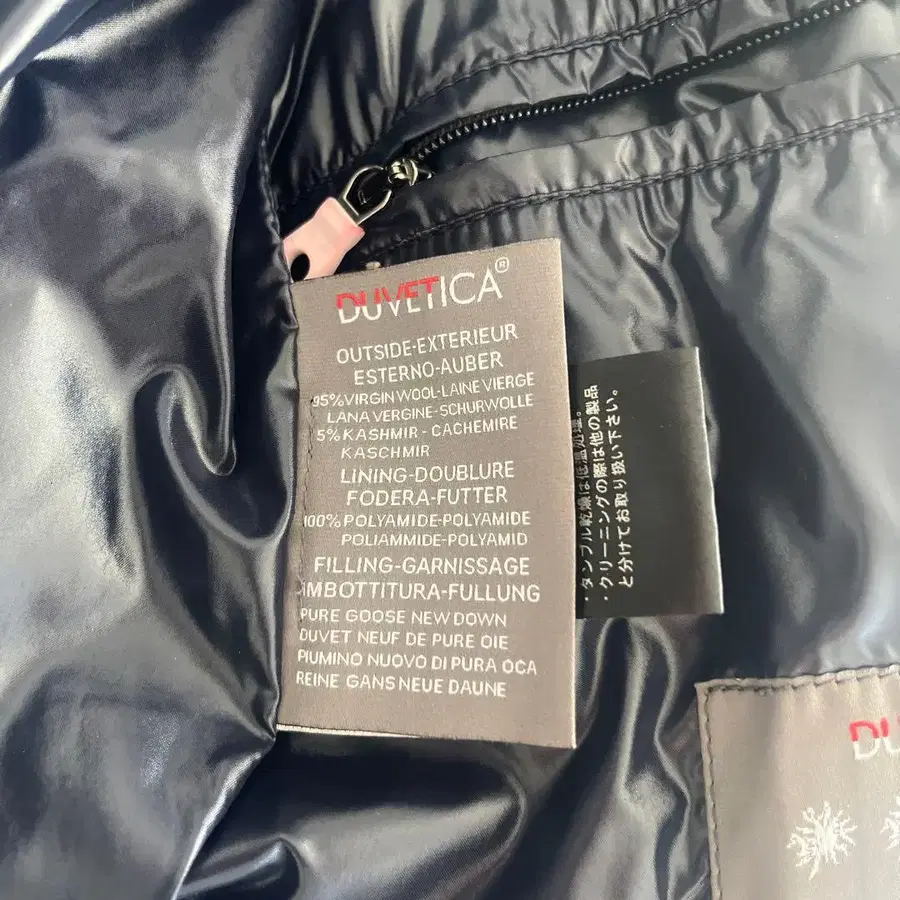 DUVETICA®
OUTSIDE-EXTERIEUR
ESTERNO-AUBER
95%VIRGIN WOOL-LAINE VIERGE
LANA VERGINE-SCHURWOLLE
5% KASHMIR - CACHEMIRE
KASCHMIR
LINING-DOUBLURE
FODERA-FUTTER
100% POLYAMIDE-POLYAMIDE
POLIAMMIDE-POLYAMID
FILLING-GARNISSAGE
IMBOTTITURA-FULLUNG
PURE GOOSE NEW DOWN
DUVET NEUF DE PURE OIE
PIUMINO NUOVO DI PURA OCA
REINE GANS NEUE DAUNE
・タンブル乾燥は低温処理。
・クリーニングの際は他の製品
と分けてお取り扱い下さい。
DU